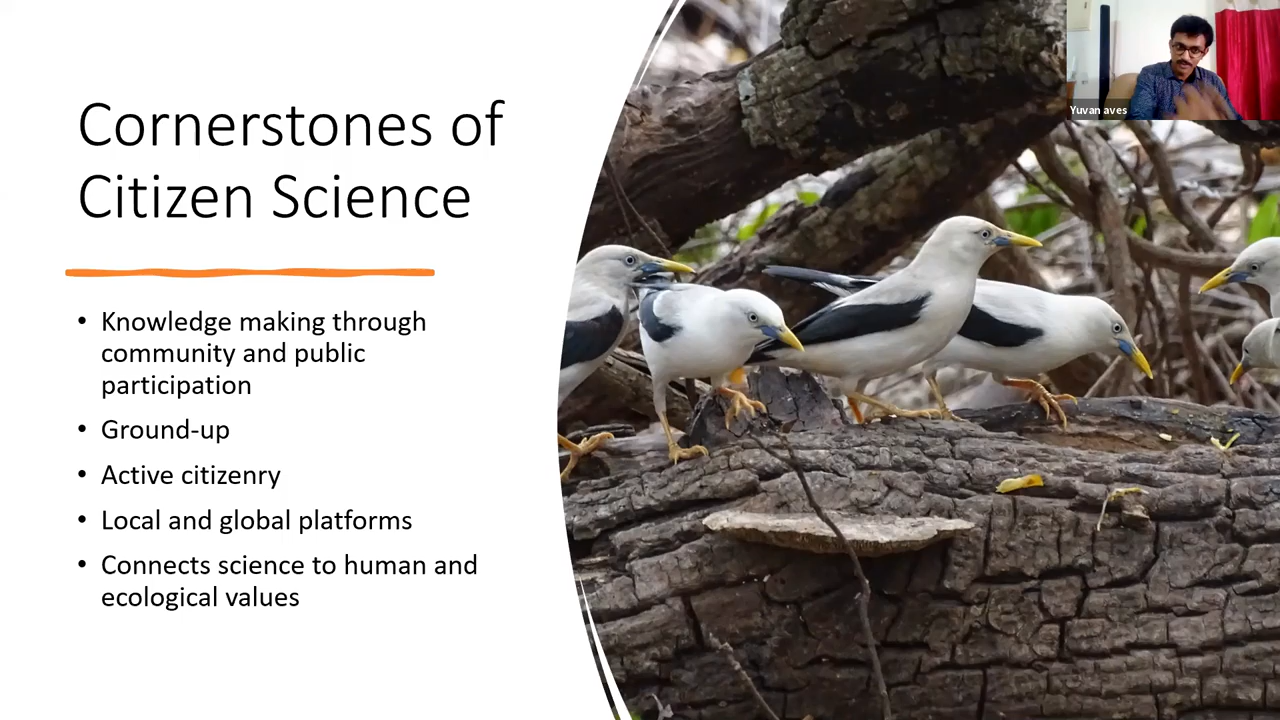 Cornerstones of
Citizen Science
• Knowledge making through
community and public
participation
• Ground-up
• Active citizenry
• Local and global platforms
• Connects science to human and
ecological values
Yuvan aves